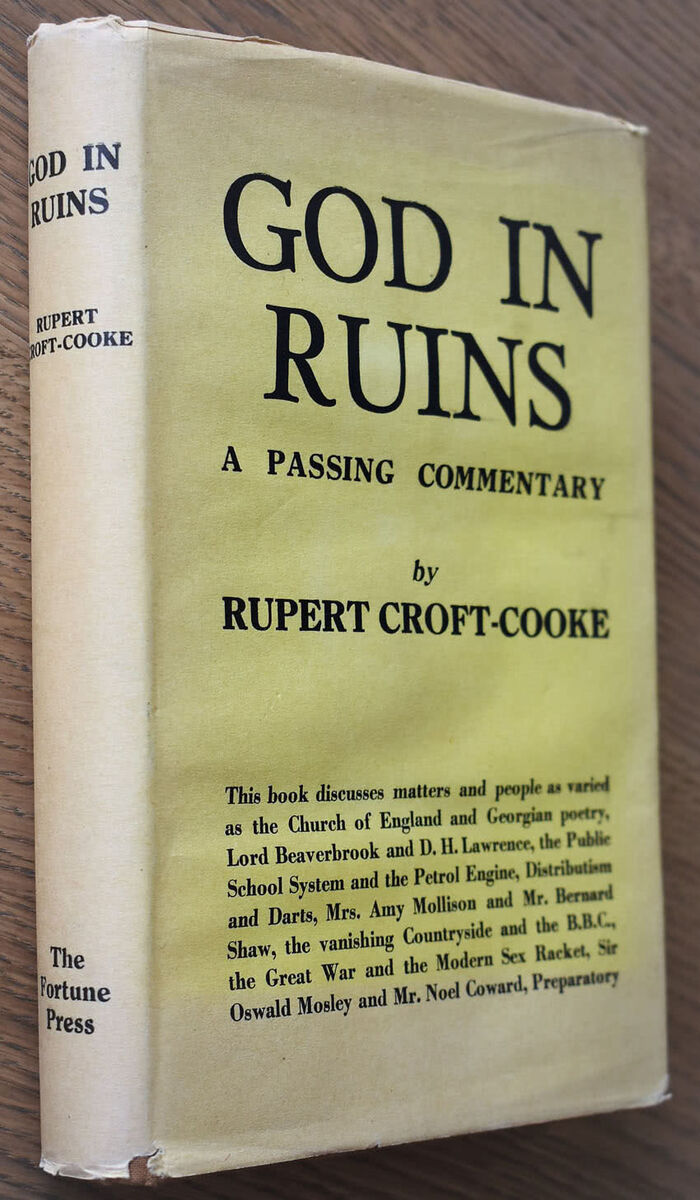 GOD IN
RUINS
RUPERT
CROFT-COOKE
The
Fortune
Press
GOD IN
RUINS
A PASSING COMMENTARY
by
RUPERT CROFT-COOKE
This book discusses matters and people as varied
as the Church of England and Georgian poetry,
Lord Beaverbrook and D. H. Lawrence, the Public
School System and the Petrol Engine, Distributism
and Darts, Mrs. Amy Mollison and Mr. Bernard
Shaw, the vanishing Countryside and the B.B.C.,
the Great War and the Modern Sex Racket, Sir
Oswald Mosley and Mr. Noel Coward, Preparatory